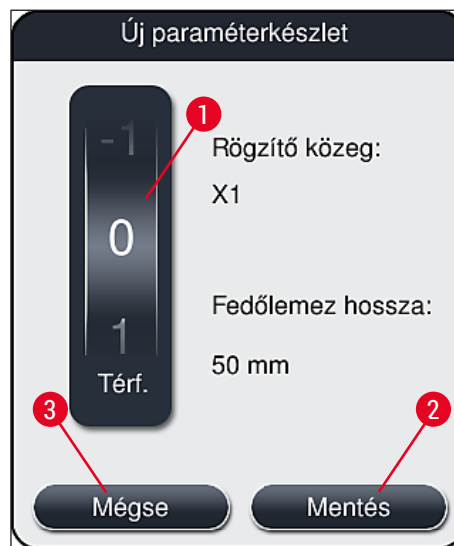 Új paraméterkészlet
-1
0
1
Térf.
1
Rögzítő közeg:
X1
Fedőlemez hossza:
50 mm
3
2
Mégse
Mentés